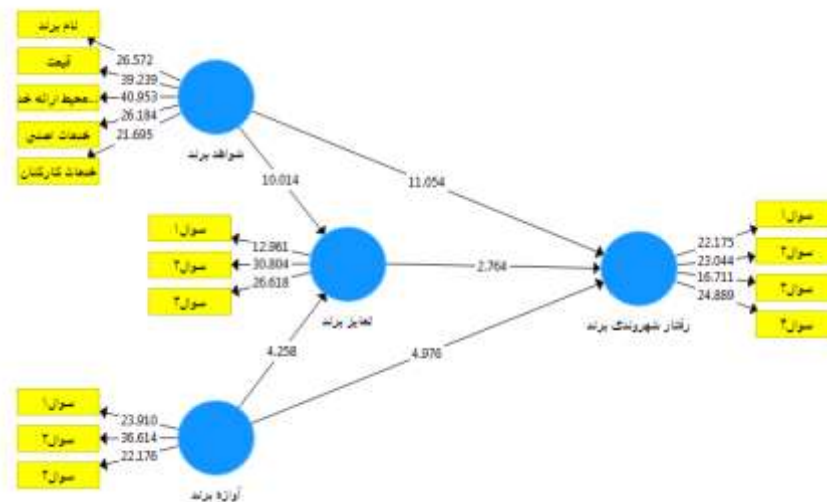 نام برند
26.572
قیمت
39.239
محیط ارائه خد...
40.953
خدمات اصلی
26.184
خدمات کارکنان
21.695
شواهد برند
10.014
11.054
سوال۱
12.961
سوال۲
30.804
سوال۳
26.618
تمایز برند
2.764
سوال۱
22.175
سوال۲
23.044
سوال۳
16.711
سوال۴
24.889
رفتار شهروندی برند
4.258
4.976
سوال۱
23.910
سوال۲
36.614
سوال۳
22.176
آوازه برند